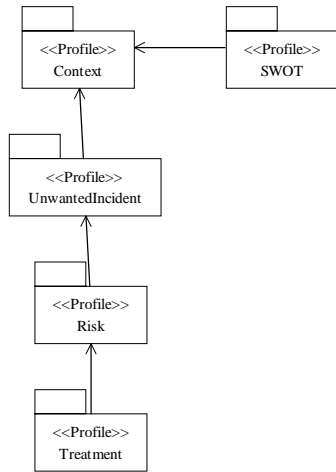 <<Profile>>
Context
<<Profile>>
SWOT
<<Profile>>
UnwantedIncident
<<Profile>>
Risk
<<Profile>>
Treatment